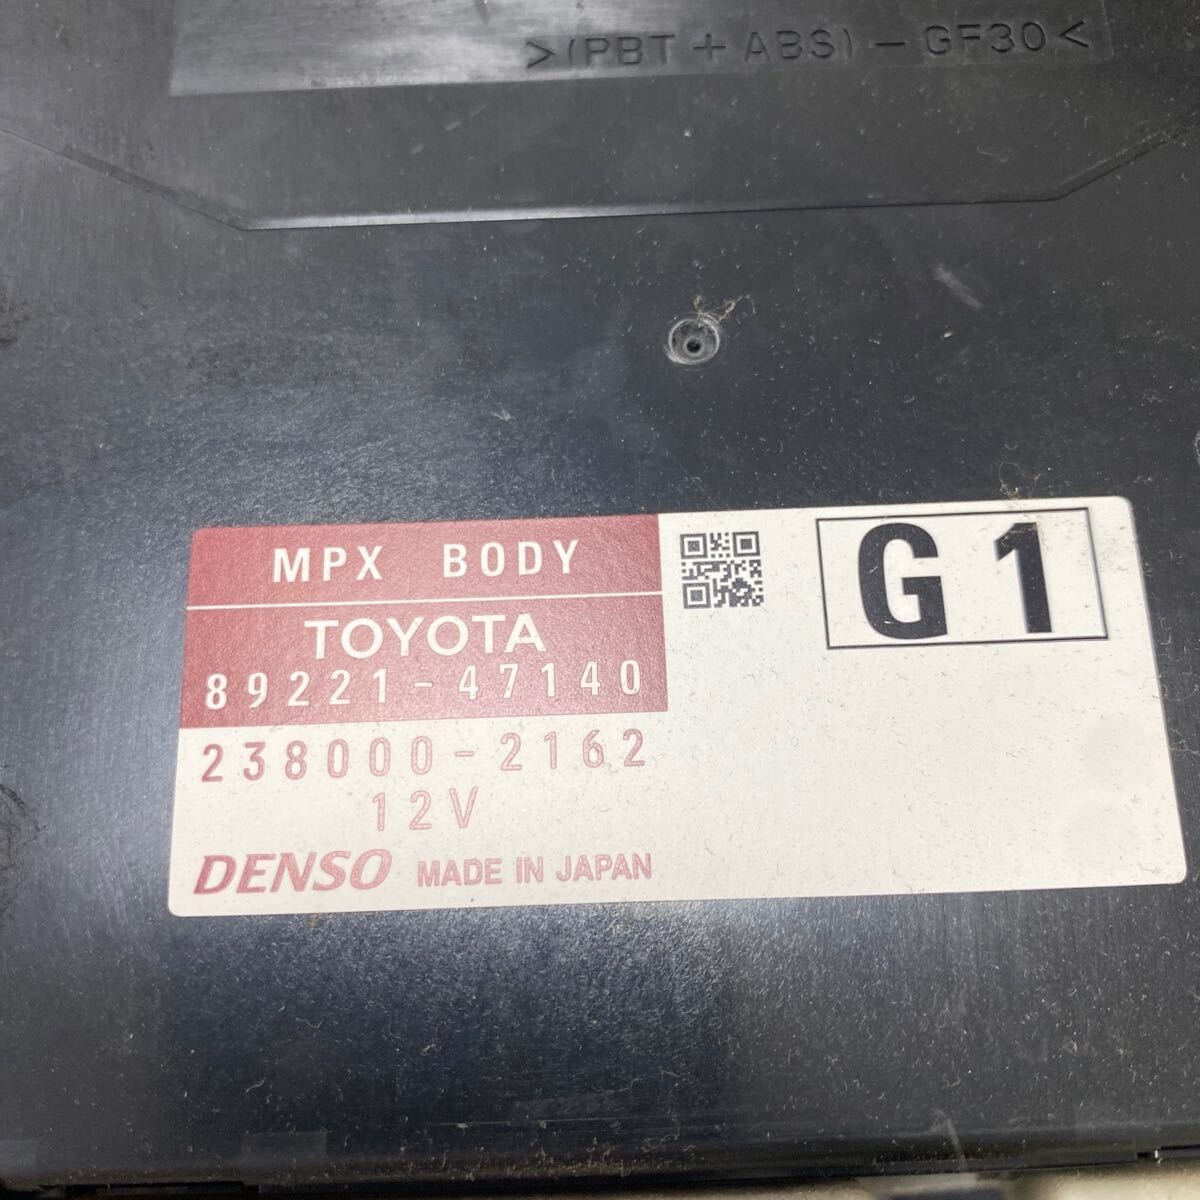 >(PBT+ABS)-GF30<
MPX BODY
G1
TOYOTA
89221-47140
238000-2162
12V
DENSO MADE IN JAPAN